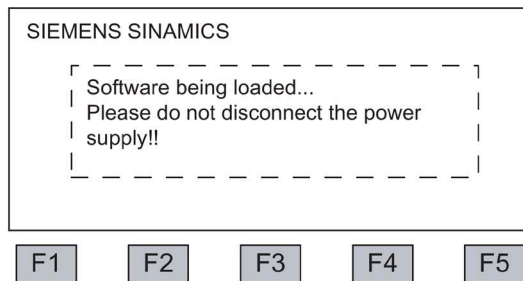 SIEMENS SINAMICS
Software being loaded...
Please do not disconnect the power
supply!!
F1 F2 F3 F4 F5